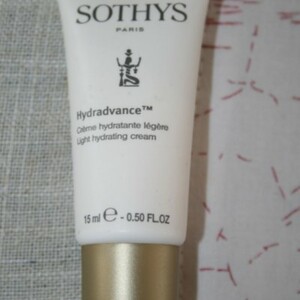 SOTHYS
PARIS
Hydradvance™
Crème hydratante légère
Light hydrating cream
15 ml ℮ - 0.50 FL.OZ